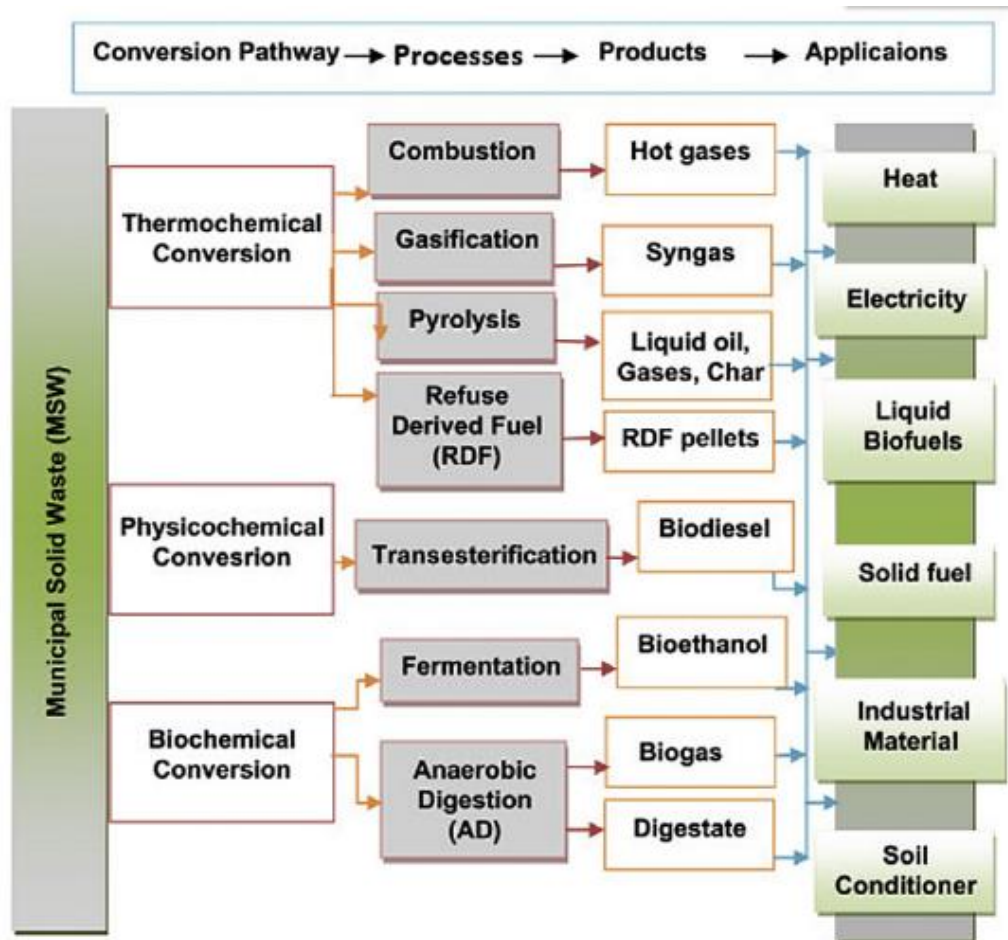 Conversion Pathway → Processes → Products → Applicaions
Municipal Solid Waste (MSW)
Thermochemical
Conversion
Combustion
Hot gases
Gasification
Syngas
Pyrolysis
Liquid oil,
Gases, Char
Refuse
Derived Fuel
(RDF)
RDF pellets
Physicochemical
Convesrion
Transesterification
Biodiesel
Biochemical
Conversion
Fermentation
Bioethanol
Anaerobic
Digestion
(AD)
Biogas
Digestate
Heat
Electricity
Liquid
Biofuels
Solid fuel
Industrial
Material
Soil
Conditioner